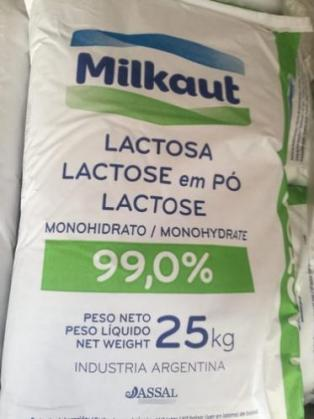 Milkaut
LACTOSA
LACTOSE em PÓ
LACTOSE
MONOHIDRATO / MONOHYDRATE
99,0%
PESO NETO
PESO LÍQUIDO
NET WEIGHT 25kg
INDUSTRIA ARGENTINA
ASSAL